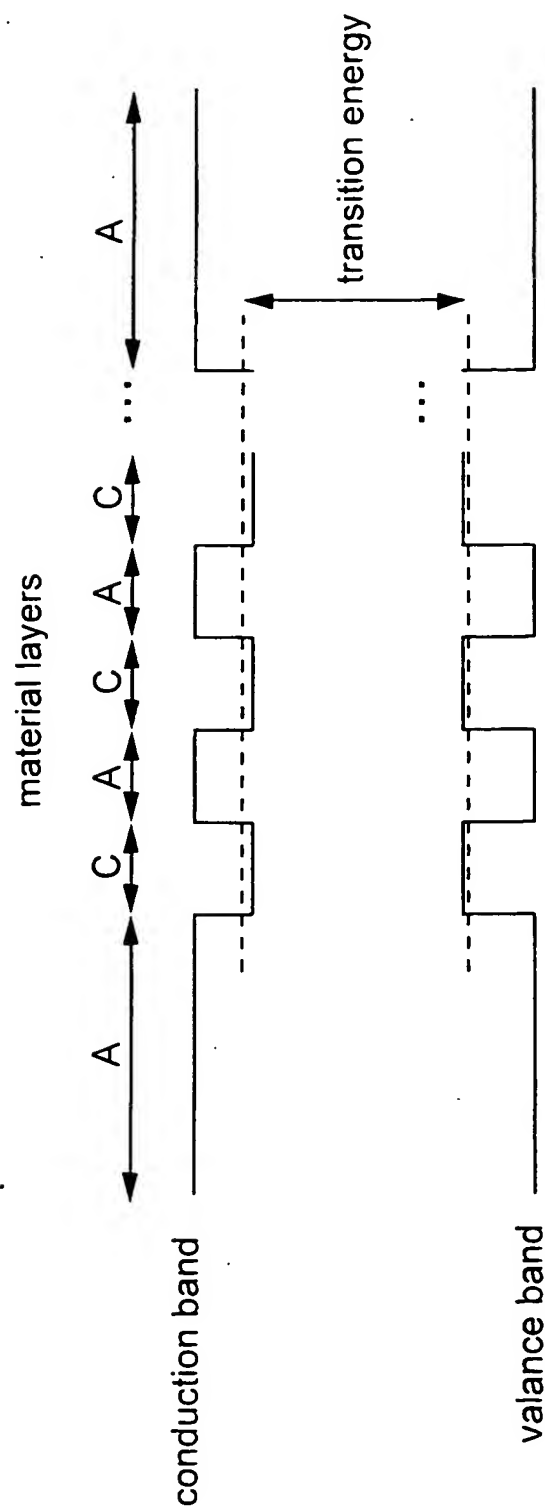 material layers
A C A C A C ... A
conduction band
transition energy
...
valance band